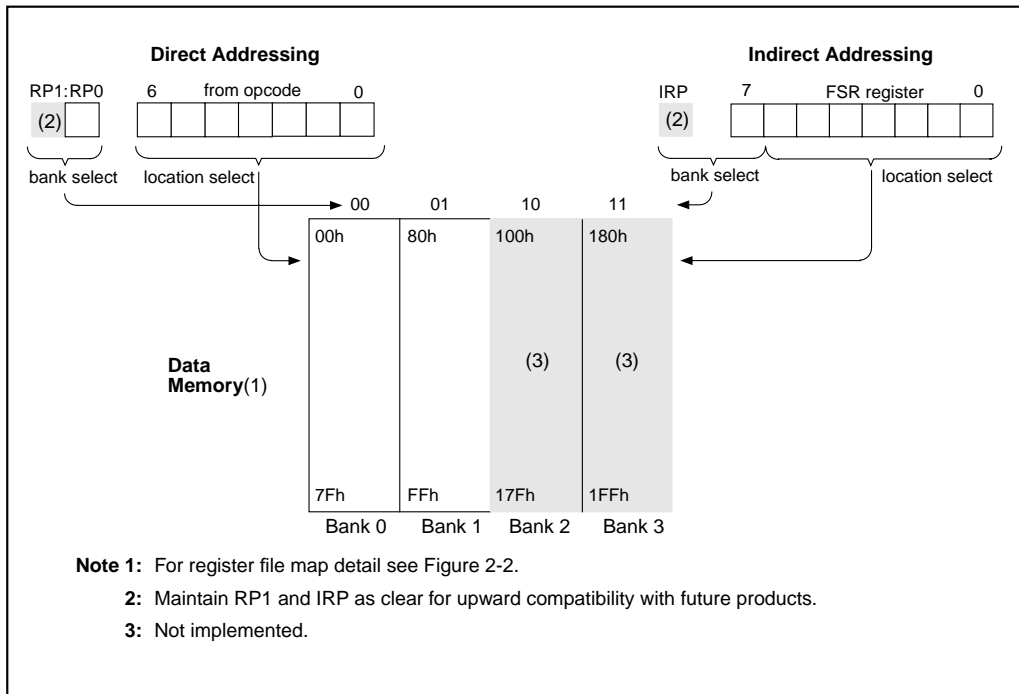 Direct Addressing
Indirect Addressing
RP1:RP0 6 from opcode 0
IRP 7 FSR register 0
(2)
(2)
bank select location select
bank select location select
00 01 10 11
00h 80h 100h 180h
Data
Memory(1)
(3) (3)
7Fh FFh 17Fh 1FFh
Bank 0 Bank 1 Bank 2 Bank 3
Note 1: For register file map detail see Figure 2-2.
2: Maintain RP1 and IRP as clear for upward compatibility with future products.
3: Not implemented.